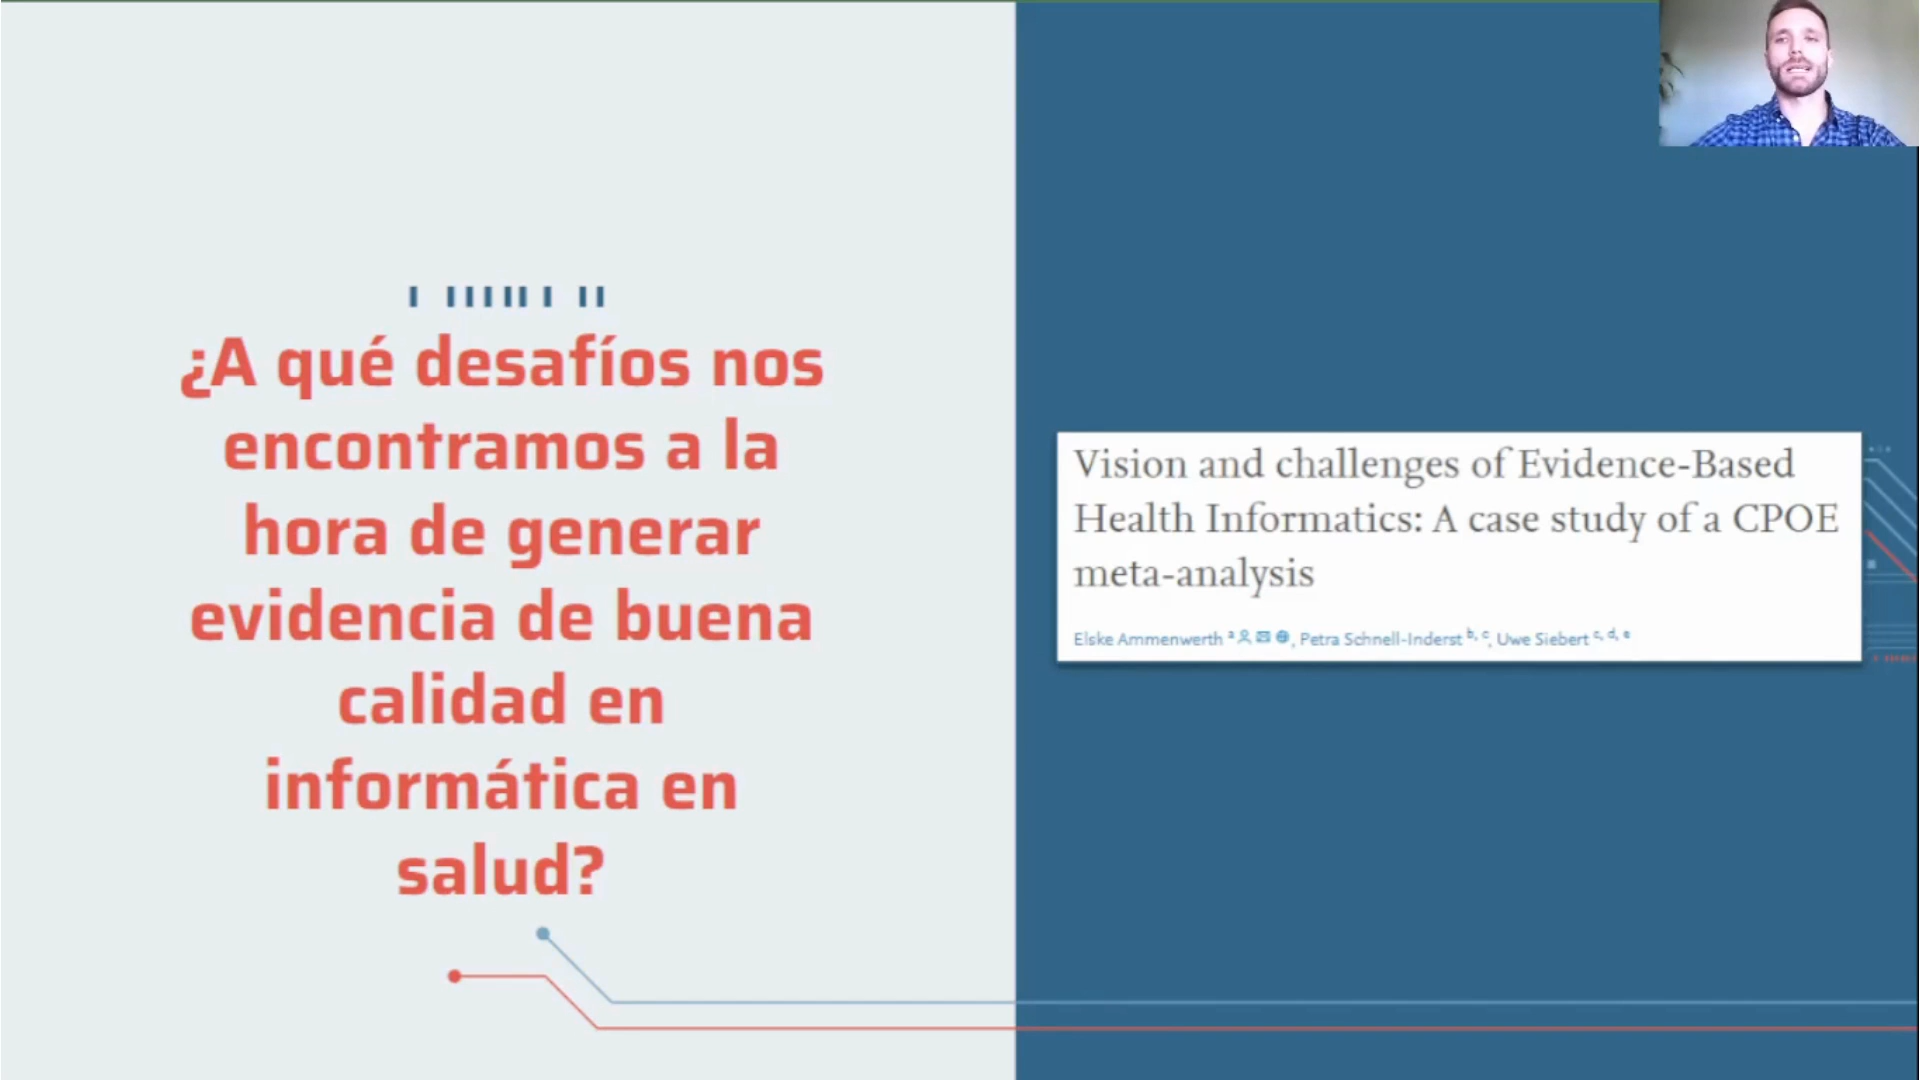 ¿A qué desafíos nos
encontramos a la
hora de generar
evidencia de buena
calidad en
informática en
salud?
Vision and challenges of Evidence-Based
Health Informatics: A case study of a CPOE
meta-analysis
Elske Ammenwerth a, Petra Schnell-Inderst b, c, Uwe Siebert c, d, e